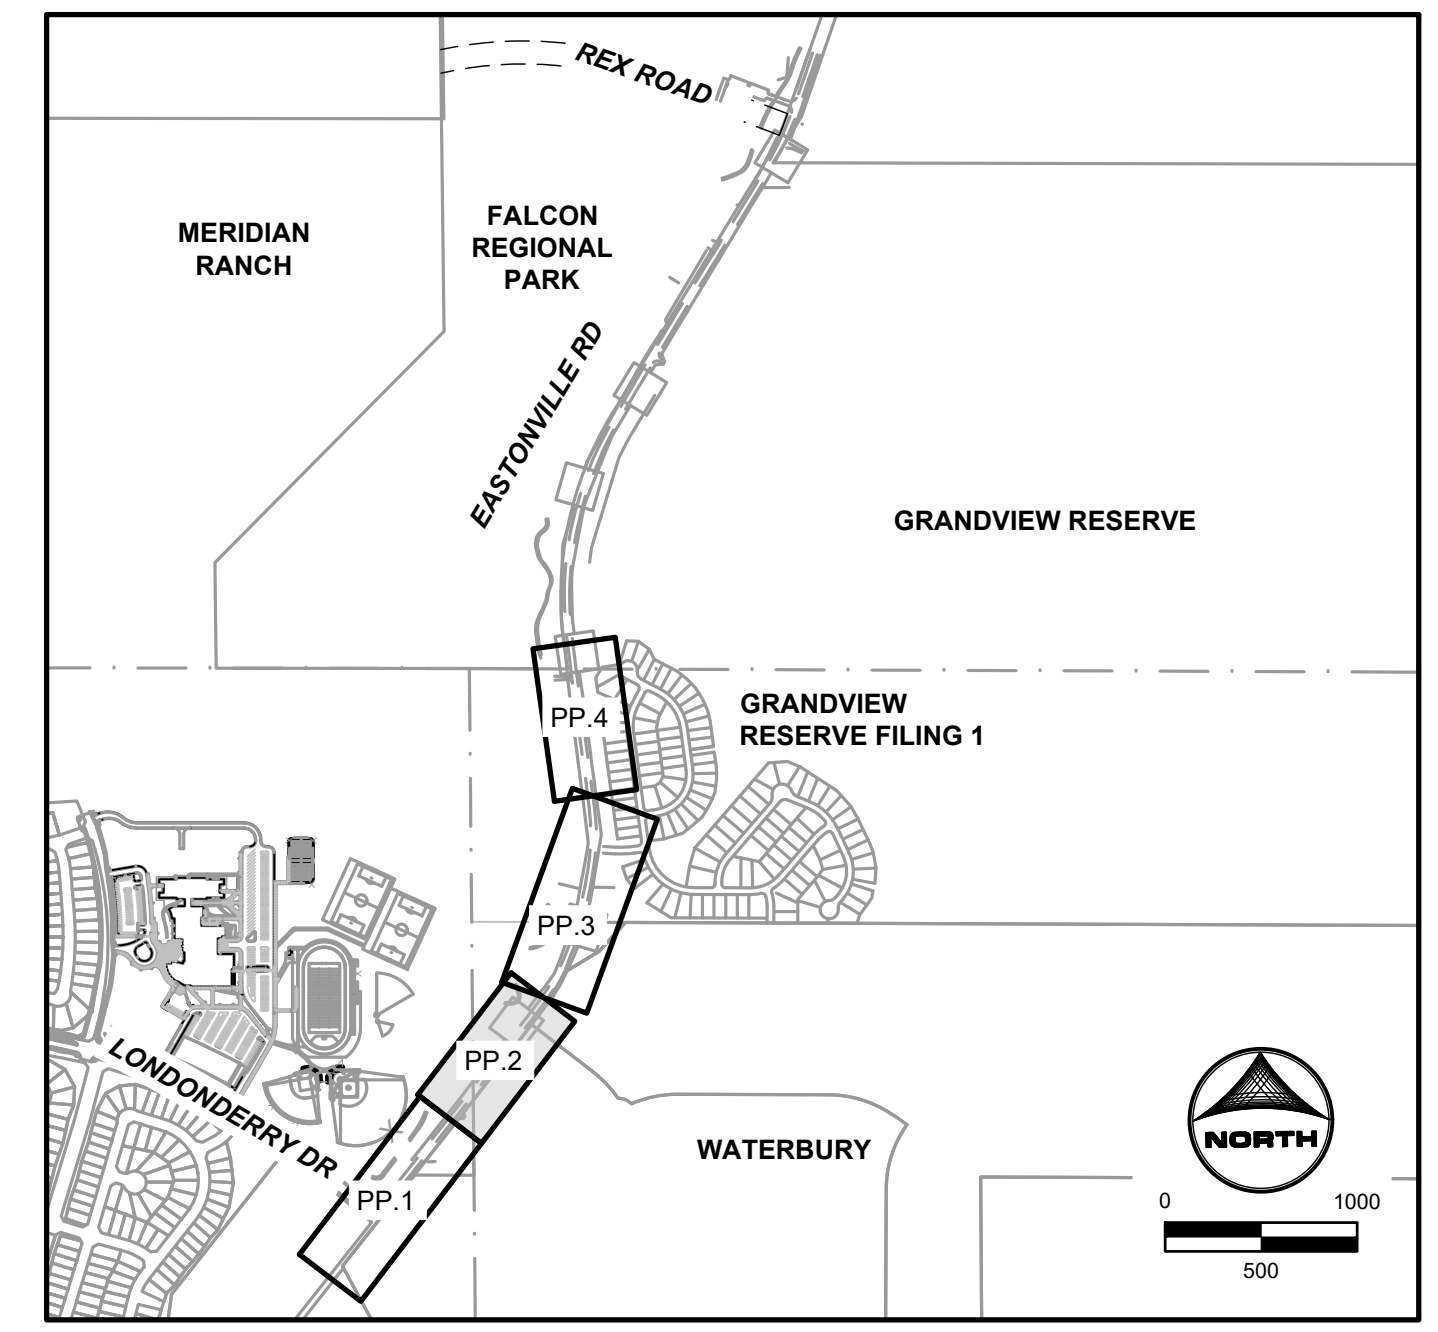 REX ROAD
MERIDIAN
RANCH
FALCON
REGIONAL
PARK
EASTONVILLE RD
GRANDVIEW RESERVE
GRANDVIEW
RESERVE FILING 1
PP.4
PP.3
PP.2
PP.1
LONDONDERRY DR
WATERBURY
NORTH
0 1000
500